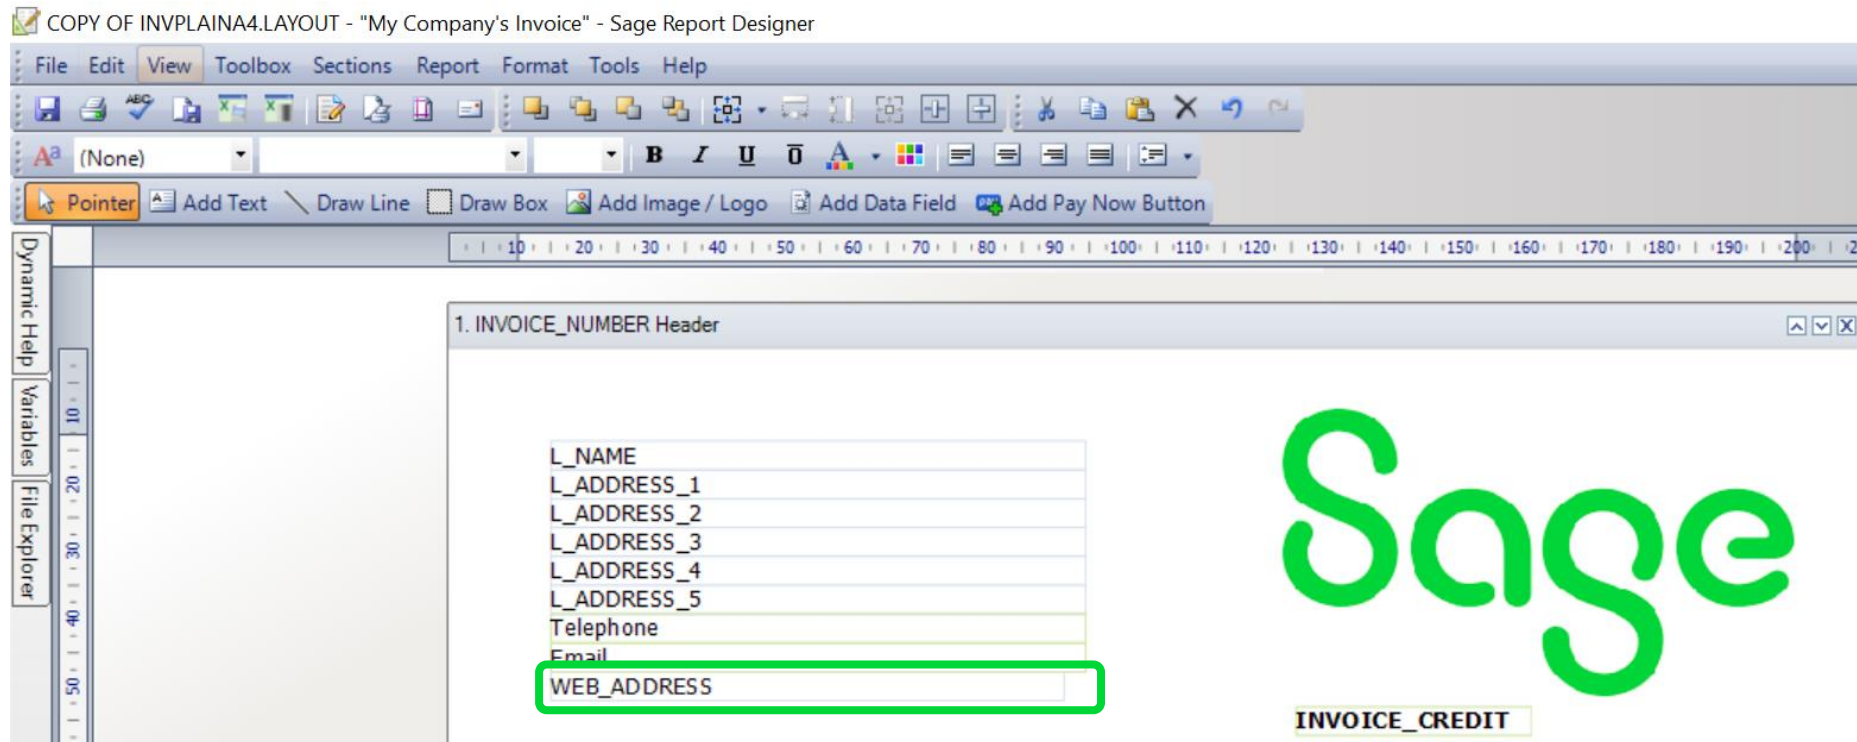 COPY OF INVPLAINA4.LAYOUT - "My Company's Invoice" - Sage Report Designer
File Edit View Toolbox Sections Report Format Tools Help
ABC
Aa (None) B I U O A
Pointer Add Text Draw Line Draw Box Add Image / Logo Add Data Field Add Pay Now Button
10 20 30 40 50 60 70 80 90 100 110 120 130 140 150 160 170 180 190 200
Dynamic Help
Variables
File Explorer
10
20
30
40
50
1. INVOICE_NUMBER Header
L_NAME
L_ADDRESS_1
L_ADDRESS_2
L_ADDRESS_3
L_ADDRESS_4
L_ADDRESS_5
Telephone
Email
WEB_ADDRESS
Sage
INVOICE_CREDIT